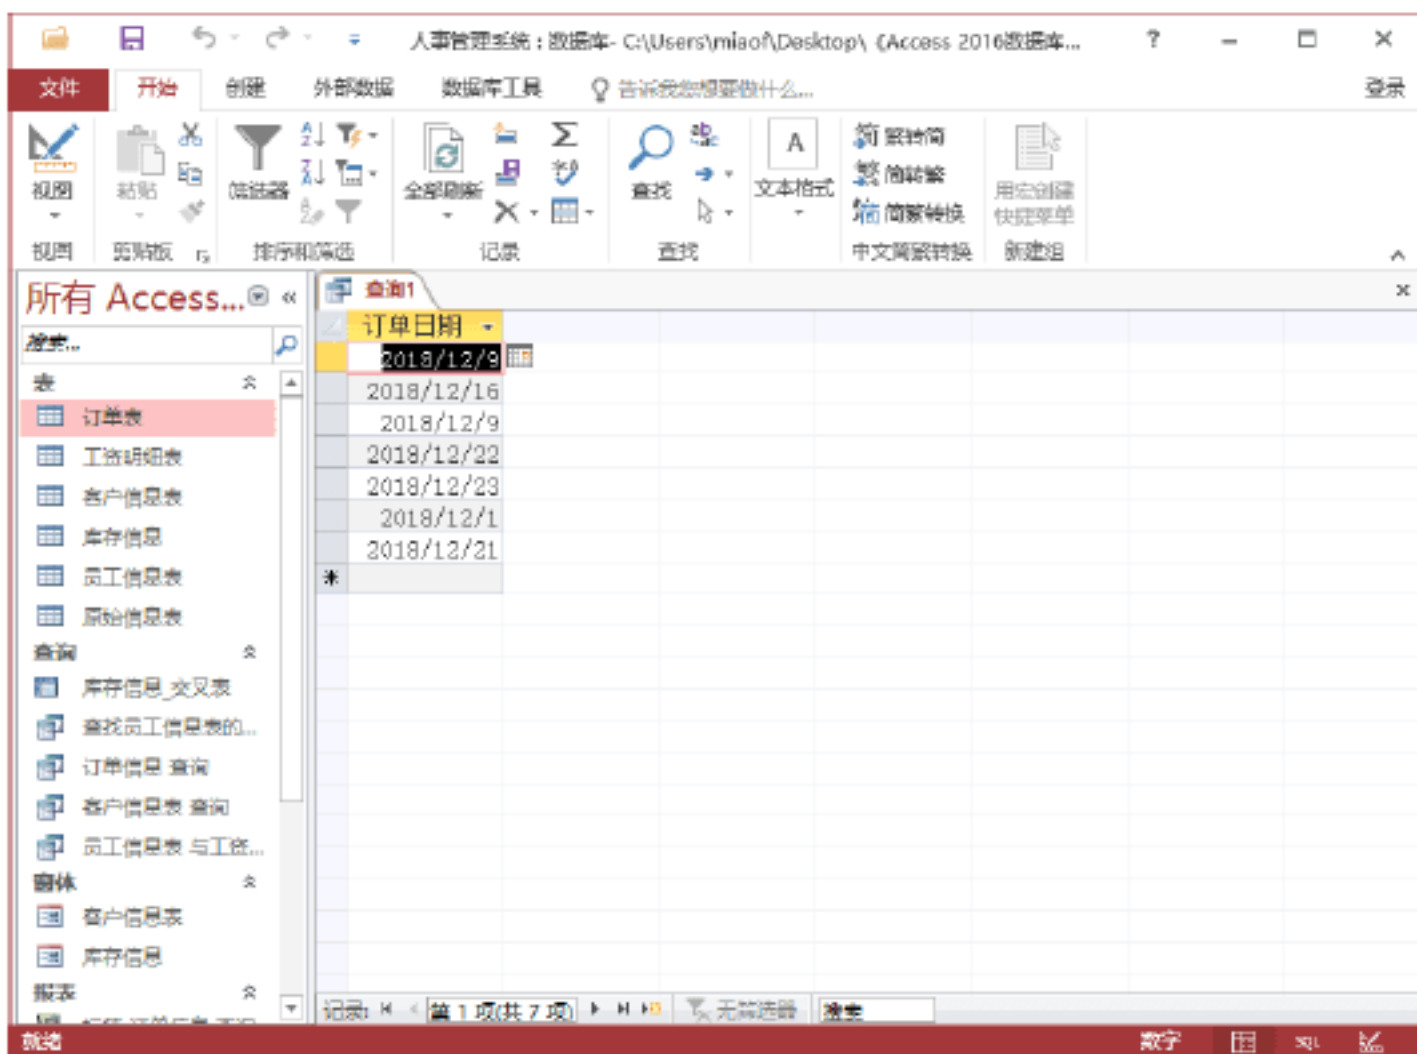 人事管理系统：数据库- C:\Users\miaof\Desktop\《Access 2016数据库...
文件 开始 创建 外部数据 数据库工具 告诉我您想要做什么... 登录
视图 粘贴 筛选器 全部刷新 查找 文本格式 繁转简
简转繁
简繁转换
用宏创建
快捷菜单
视图 剪贴板 排序和筛选 记录 查找 中文简繁转换 新建组
所有 Access...
搜索...
表
订单表
工资明细表
客户信息表
库存信息
员工信息表
原始信息表
查询
库存信息_交叉表
查找员工信息表的...
订单信息 查询
客户信息表 查询
员工信息表 与工资...
窗体
客户信息表
库存信息
报表
查询1
订单日期
2018/12/9
2018/12/16
2018/12/9
2018/12/22
2018/12/23
2018/12/1
2018/12/21
记录: 第 1 项(共 7 项) 无筛选器 搜索
就绪 数字 SQL